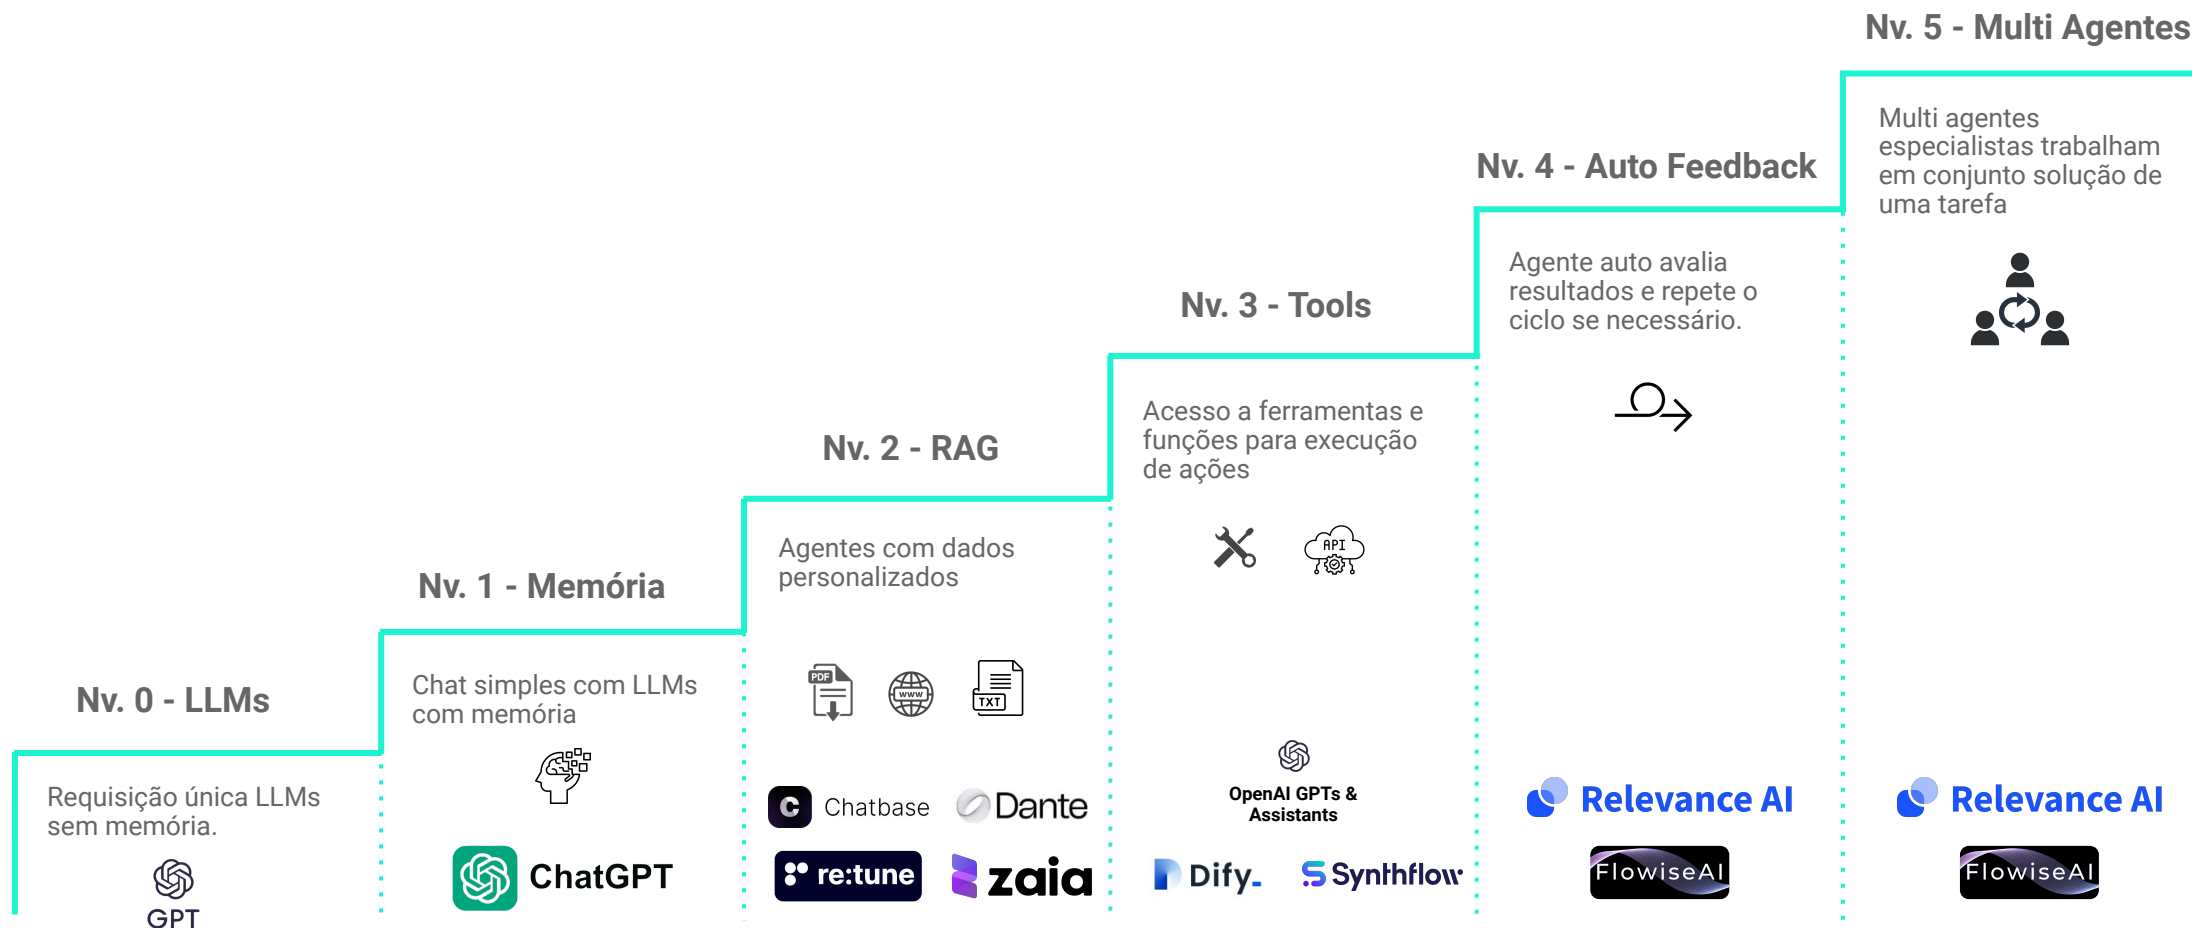 Nv. 0 - LLMs
Requisição única LLMs
sem memória.
GPT
Nv. 1 - Memória
Chat simples com LLMs
com memória
ChatGPT
Nv. 2 - RAG
Agentes com dados
personalizados
PDF
www
TXT
C Chatbase
Dante
re:tune
zaia
Nv. 3 - Tools
Acesso a ferramentas e
funções para execução
de ações
API
OpenAI GPTs &
Assistants
Dify_
Synthflow
Nv. 4 - Auto Feedback
Agente auto avalia
resultados e repete o
ciclo se necessário.
Relevance AI
FlowiseAI
Nv. 5 - Multi Agentes
Multi agentes
especialistas trabalham
em conjunto solução de
uma tarefa
Relevance AI
FlowiseAI